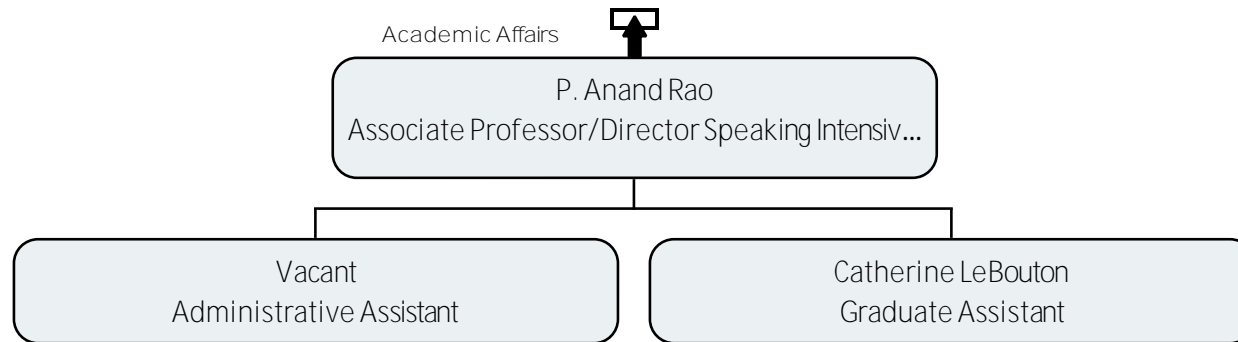 Academic Affairs
P. Anand Rao
Associate Professor/Director Speaking Intensiv...
Vacant
Administrative Assistant
Catherine LeBouton
Graduate Assistant